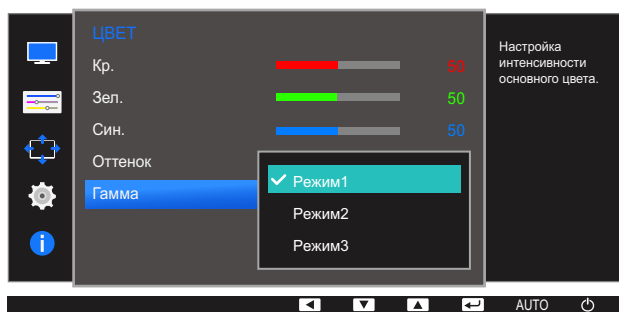 ЦВЕТ
Кр. 50
Зел. 50
Син. 50
Оттенок
Гамма
Режим1
Режим2
Режим3
Настройка
интенсивности
основного цвета.
AUTO